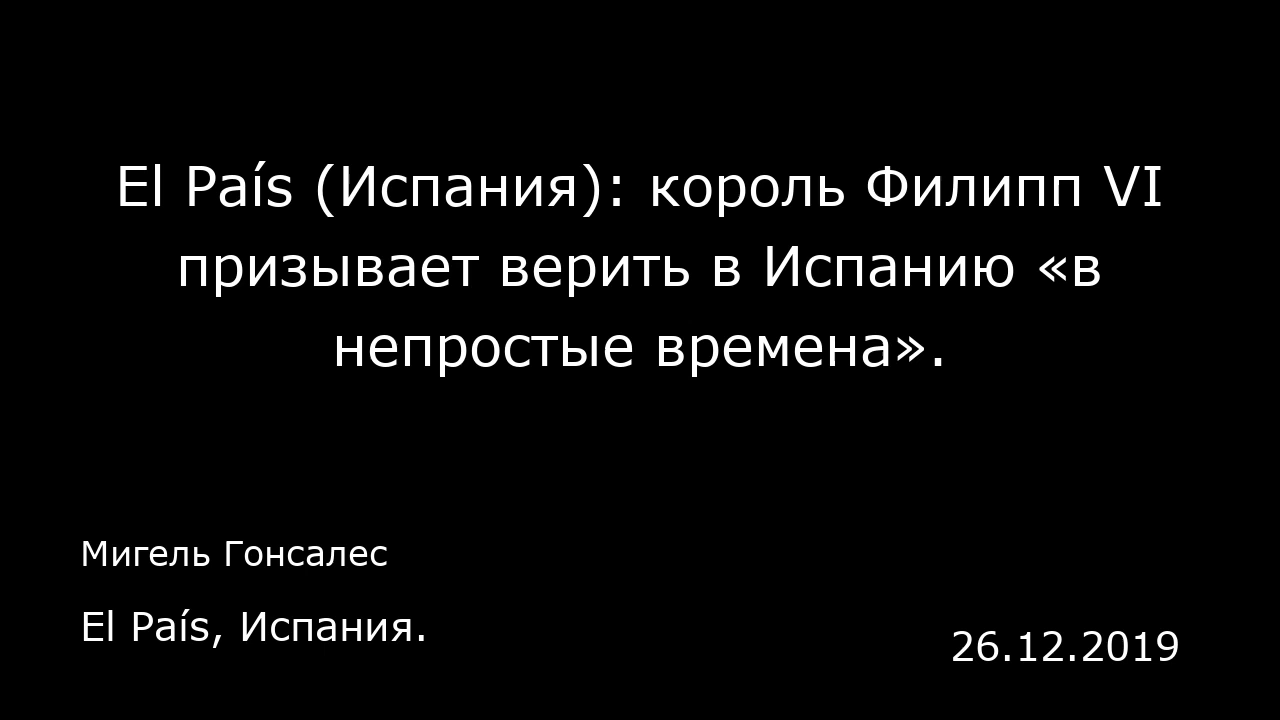 El País (Испания): король Филипп VI
призывает верить в Испанию «в
непростые времена».
Мигель Гонсалес
El País, Испания.
26.12.2019